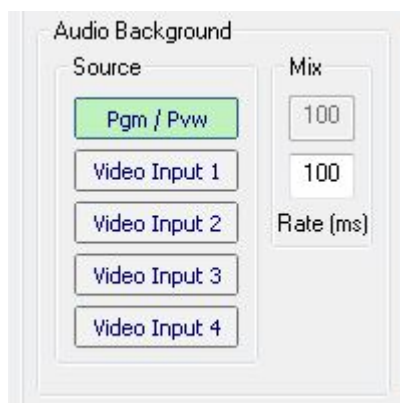 Audio Background
Source
Mix
Pgm / Pvw
100
Video Input 1
100
Video Input 2
Rate (ms)
Video Input 3
Video Input 4